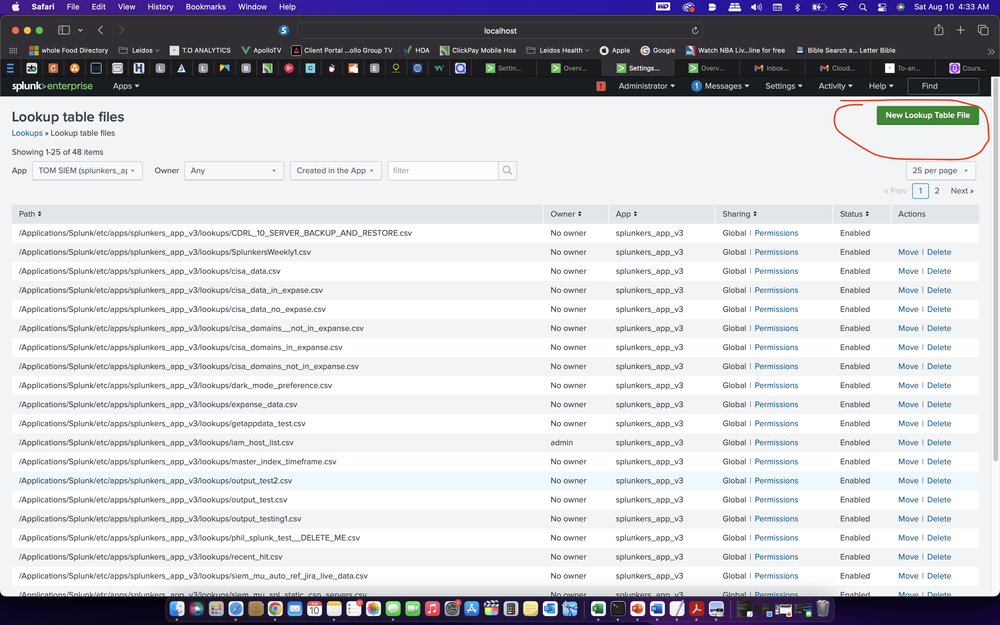 Safari File Edit View History Bookmarks Window Help WD Sat Aug 10 4:33 AM
localhost
whole Food Directory Leidos T.O ANALYTICS ApolloTV Client Portal ...ollo Group TV HOA ClickPay Mobile Hoa Leidos Health Apple Google Watch NBA Liv...line for free Bible Search a... Letter Bible
Settin... Overv... Settings... Overv... Inbox... Cloud... To-an... Cours...
splunk>enterprise Apps Administrator 1 Messages Settings Activity Help Find
Lookup table files New Lookup Table File
Lookups » Lookup table files
Showing 1-25 of 48 items
App TOM SIEM (splunkers_ap Owner Any Created in the App filter 25 per page
« Prev 1 2 Next »
Path Owner App Sharing Status Actions
/Applications/Splunk/etc/apps/splunkers_app_v3/lookups/CDRL_10_SERVER_BACKUP_AND_RESTORE.csv No owner splunkers_app_v3 Global | Permissions Enabled
/Applications/Splunk/etc/apps/splunkers_app_v3/lookups/SplunkersWeekly1.csv No owner splunkers_app_v3 Global | Permissions Enabled Move | Delete
/Applications/Splunk/etc/apps/splunkers_app_v3/lookups/cisa_data.csv No owner splunkers_app_v3 Global | Permissions Enabled Move | Delete
/Applications/Splunk/etc/apps/splunkers_app_v3/lookups/cisa_data_in_expase.csv No owner splunkers_app_v3 Global | Permissions Enabled Move | Delete
/Applications/Splunk/etc/apps/splunkers_app_v3/lookups/cisa_data_no_expase.csv No owner splunkers_app_v3 Global | Permissions Enabled Move | Delete
/Applications/Splunk/etc/apps/splunkers_app_v3/lookups/cisa_domains__not_in_expanse.csv No owner splunkers_app_v3 Global | Permissions Enabled Move | Delete
/Applications/Splunk/etc/apps/splunkers_app_v3/lookups/cisa_domains_in_expanse.csv No owner splunkers_app_v3 Global | Permissions Enabled Move | Delete
/Applications/Splunk/etc/apps/splunkers_app_v3/lookups/cisa_domains_not_in_expanse.csv No owner splunkers_app_v3 Global | Permissions Enabled Move | Delete
/Applications/Splunk/etc/apps/splunkers_app_v3/lookups/dark_mode_preference.csv No owner splunkers_app_v3 Global | Permissions Enabled Move | Delete
/Applications/Splunk/etc/apps/splunkers_app_v3/lookups/expanse_data.csv No owner splunkers_app_v3 Global | Permissions Enabled Move | Delete
/Applications/Splunk/etc/apps/splunkers_app_v3/lookups/getappdata_test.csv No owner splunkers_app_v3 Global | Permissions Enabled Move | Delete
/Applications/Splunk/etc/apps/splunkers_app_v3/lookups/iam_host_list.csv admin splunkers_app_v3 Global | Permissions Enabled Move | Delete
/Applications/Splunk/etc/apps/splunkers_app_v3/lookups/master_index_timeframe.csv No owner splunkers_app_v3 Global | Permissions Enabled Move | Delete
/Applications/Splunk/etc/apps/splunkers_app_v3/lookups/output_test2.csv No owner splunkers_app_v3 Global | Permissions Enabled Move | Delete
/Applications/Splunk/etc/apps/splunkers_app_v3/lookups/output_test.csv No owner splunkers_app_v3 Global | Permissions Enabled Move | Delete
/Applications/Splunk/etc/apps/splunkers_app_v3/lookups/output_testing1.csv No owner splunkers_app_v3 Global | Permissions Enabled Move | Delete
/Applications/Splunk/etc/apps/splunkers_app_v3/lookups/phil_splunk_test__DELETE_ME.csv No owner splunkers_app_v3 Global | Permissions Enabled Move | Delete
/Applications/Splunk/etc/apps/splunkers_app_v3/lookups/recent_hit.csv No owner splunkers_app_v3 Global | Permissions Enabled Move | Delete
/Applications/Splunk/etc/apps/splunkers_app_v3/lookups/siem_mu_auto_ref_jira_live_data.csv No owner splunkers_app_v3 Global | Permissions Enabled Move | Delete
/Applications/Splunk/etc/apps/splunkers_app_v3/lookups/siem_mu_spl_static_cso_servers.csv No owner splunkers_app_v3 Global | Permissions Enabled Move | Delete
AUG 10 27 2